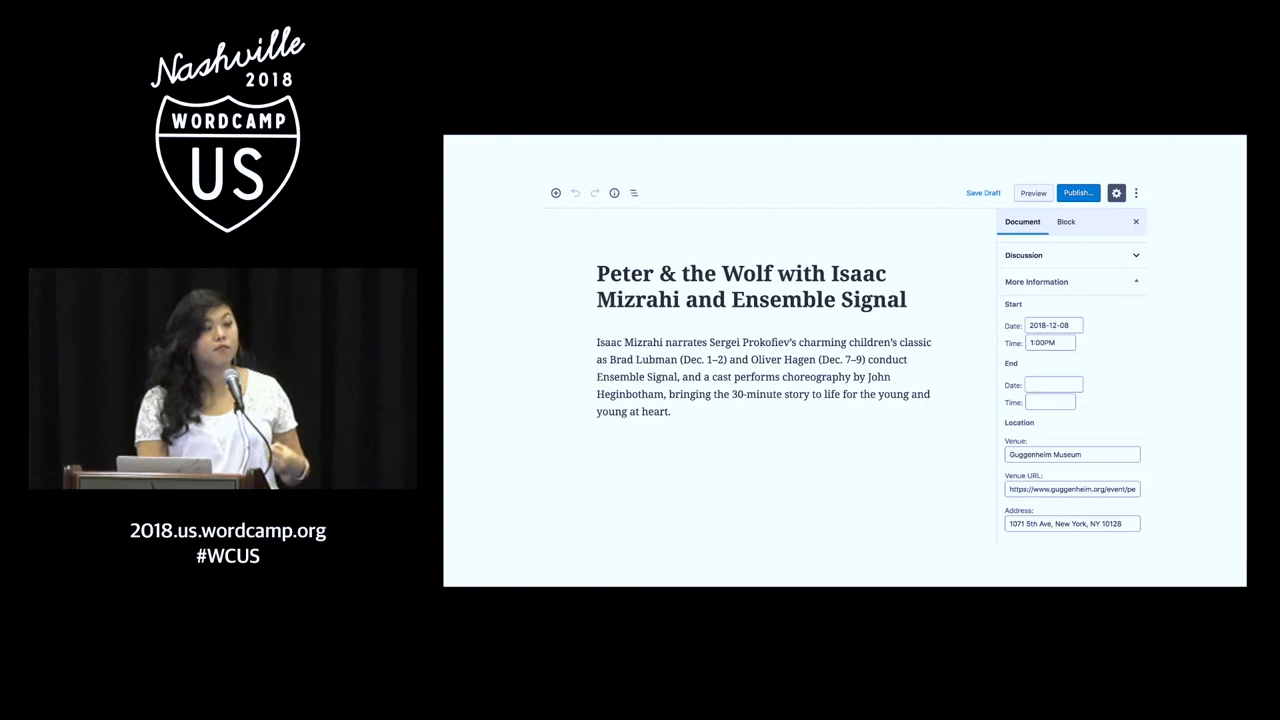 Nashville
2018
WORDCAMP
US
2018.us.wordcamp.org
#WCUS
Save Draft
Preview
Publish...
Document
Block
Peter & the Wolf with Isaac
Mizrahi and Ensemble Signal
Isaac Mizrahi narrates Sergei Prokofiev’s charming children’s classic
as Brad Lubman (Dec. 1–2) and Oliver Hagen (Dec. 7–9) conduct
Ensemble Signal, and a cast performs choreography by John
Heginbotham, bringing the 30-minute story to life for the young and
young at heart.
Discussion
More Information
Start
Date: 2018-12-08
Time: 1:00PM
End
Date:
Time:
Location
Venue:
Guggenheim Museum
Venue URL:
https://www.guggenheim.org/event/pe
Address:
1071 5th Ave, New York, NY 10128